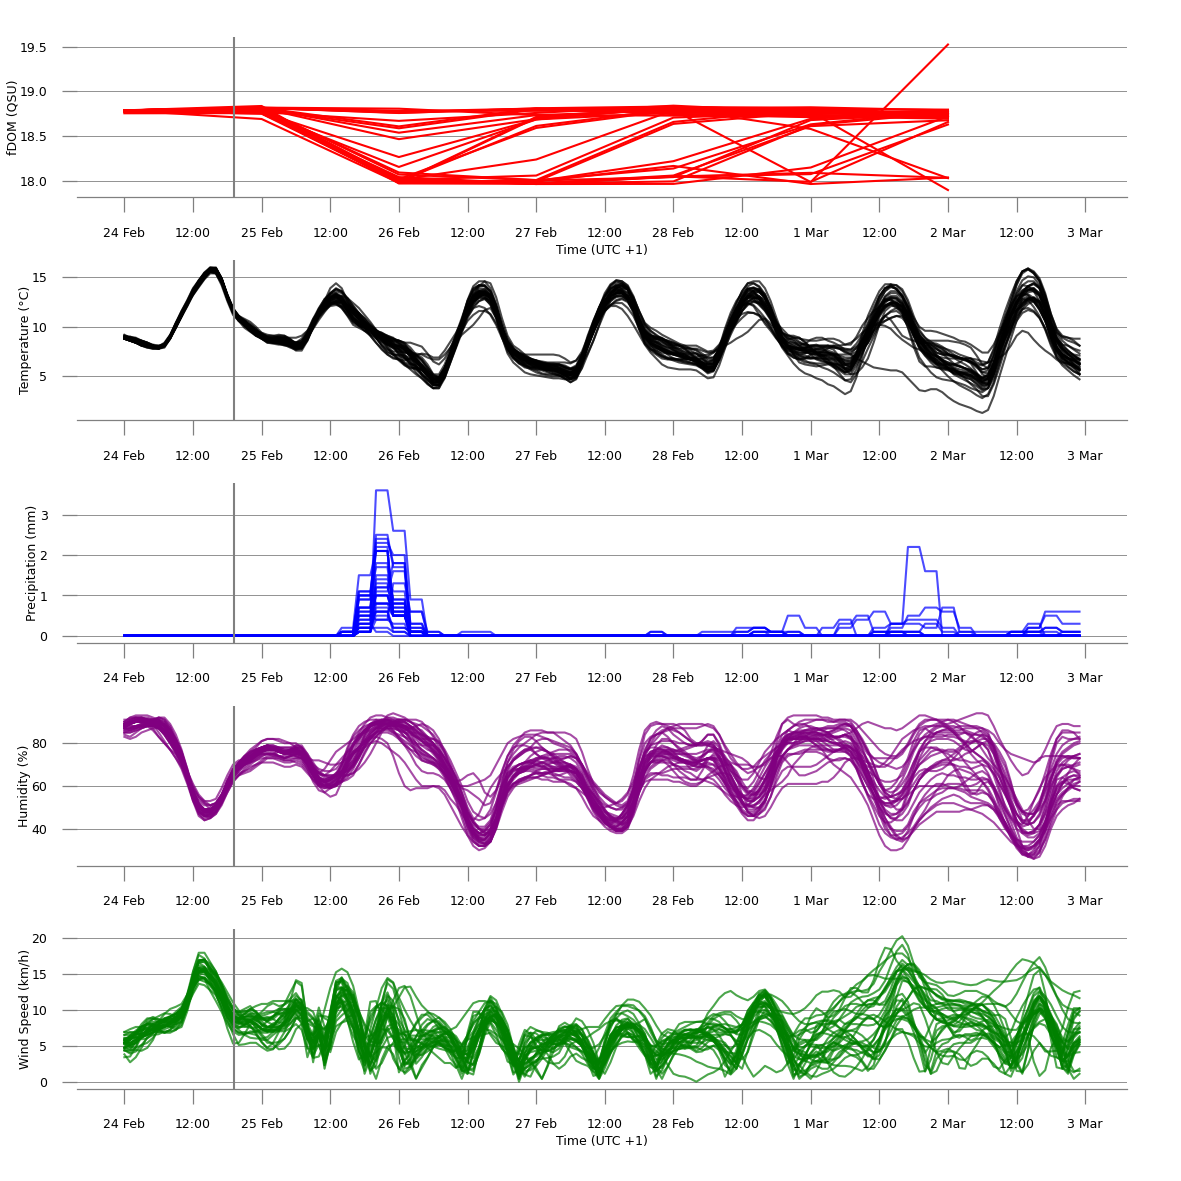 19.5
19.0
18.5
18.0
fDOM (QSU)
24 Feb 12:00 25 Feb 12:00 26 Feb 12:00 27 Feb 12:00 28 Feb 12:00 1 Mar 12:00 2 Mar 12:00 3 Mar
Time (UTC +1)
15
10
5
Temperature (°C)
24 Feb 12:00 25 Feb 12:00 26 Feb 12:00 27 Feb 12:00 28 Feb 12:00 1 Mar 12:00 2 Mar 12:00 3 Mar
3
2
1
0
Precipitation (mm)
24 Feb 12:00 25 Feb 12:00 26 Feb 12:00 27 Feb 12:00 28 Feb 12:00 1 Mar 12:00 2 Mar 12:00 3 Mar
80
60
40
Humidity (%)
24 Feb 12:00 25 Feb 12:00 26 Feb 12:00 27 Feb 12:00 28 Feb 12:00 1 Mar 12:00 2 Mar 12:00 3 Mar
20
15
10
5
0
Wind Speed (km/h)
24 Feb 12:00 25 Feb 12:00 26 Feb 12:00 27 Feb 12:00 28 Feb 12:00 1 Mar 12:00 2 Mar 12:00 3 Mar
Time (UTC +1)